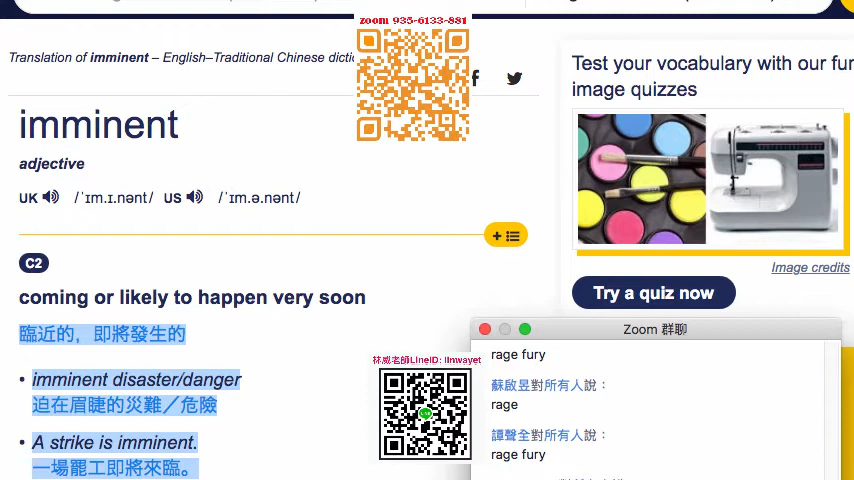 zoom 935-6133-881
Translation of imminent – English–Traditional Chinese
Test your vocabulary with our fun
image quizzes
imminent
adjective
UK /ˈɪm.ɪ.nənt/ US /ˈɪm.ə.nənt/
Image credits
C2
Try a quiz now
coming or likely to happen very soon
臨近的，即將發生的
Zoom 群聊
林威老師LineID: iinwayet
• imminent disaster/danger
迫在眉睫的災難／危險
• A strike is imminent.
一場罷工即將來臨。
rage fury
蘇啟昱對所有人說：
rage
譚聲全對所有人說：
rage fury